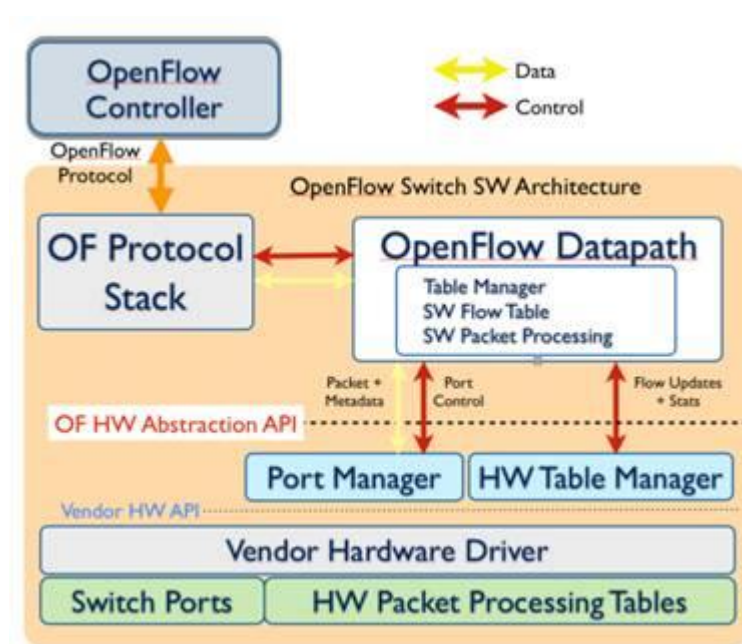 OpenFlow
Controller
Data
Control
OpenFlow
Protocol
OpenFlow Switch SW Architecture
OF Protocol
Stack
OpenFlow Datapath
Table Manager
SW Flow Table
SW Packet Processing
Packet +
Metadata
Port
Control
Flow Updates
+ Stats
OF HW Abstraction API
Port Manager
HW Table Manager
Vendor HW API
Vendor Hardware Driver
Switch Ports
HW Packet Processing Tables